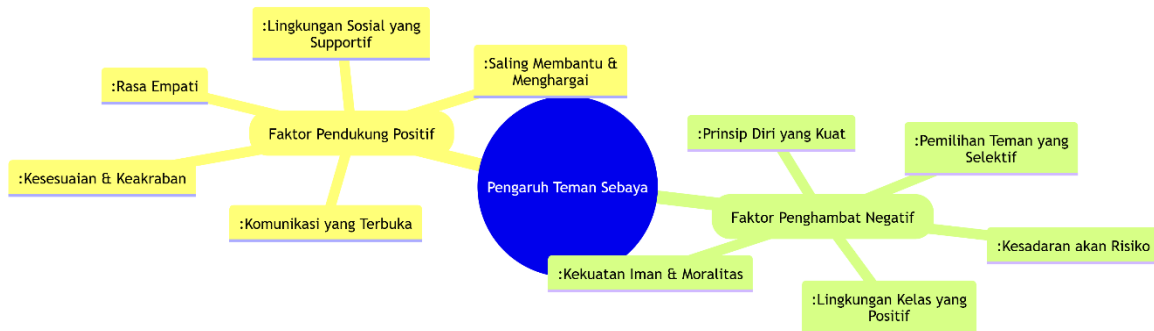 :Lingkungan Sosial yang
Supportif
:Saling Membantu &
Menghargai
:Rasa Empati
Faktor Pendukung Positif
:Kesesuaian & Keakraban
:Komunikasi yang Terbuka
Pengaruh Teman Sebaya
:Prinsip Diri yang Kuat
:Pemilihan Teman yang
Selektif
Faktor Penghambat Negatif
:Kesadaran akan Risiko
:Kekuatan Iman & Moralitas
:Lingkungan Kelas yang
Positif